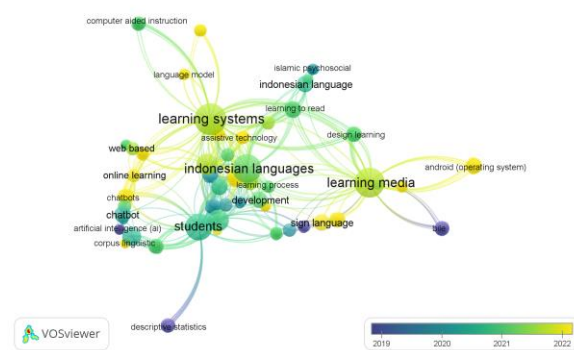 computer aided instruction
language model
islamic psychosocial
indonesian language
learning to read
learning systems
design learning
assistive technology
web based
indonesian languages
android (operating system)
online learning
learning process
learning media
chatbots
development
chatbot
students
sign language
artificial inteligence (ai)
corpus linguistic
descriptive statistics
VOSviewer
2019 2020 2021 2022